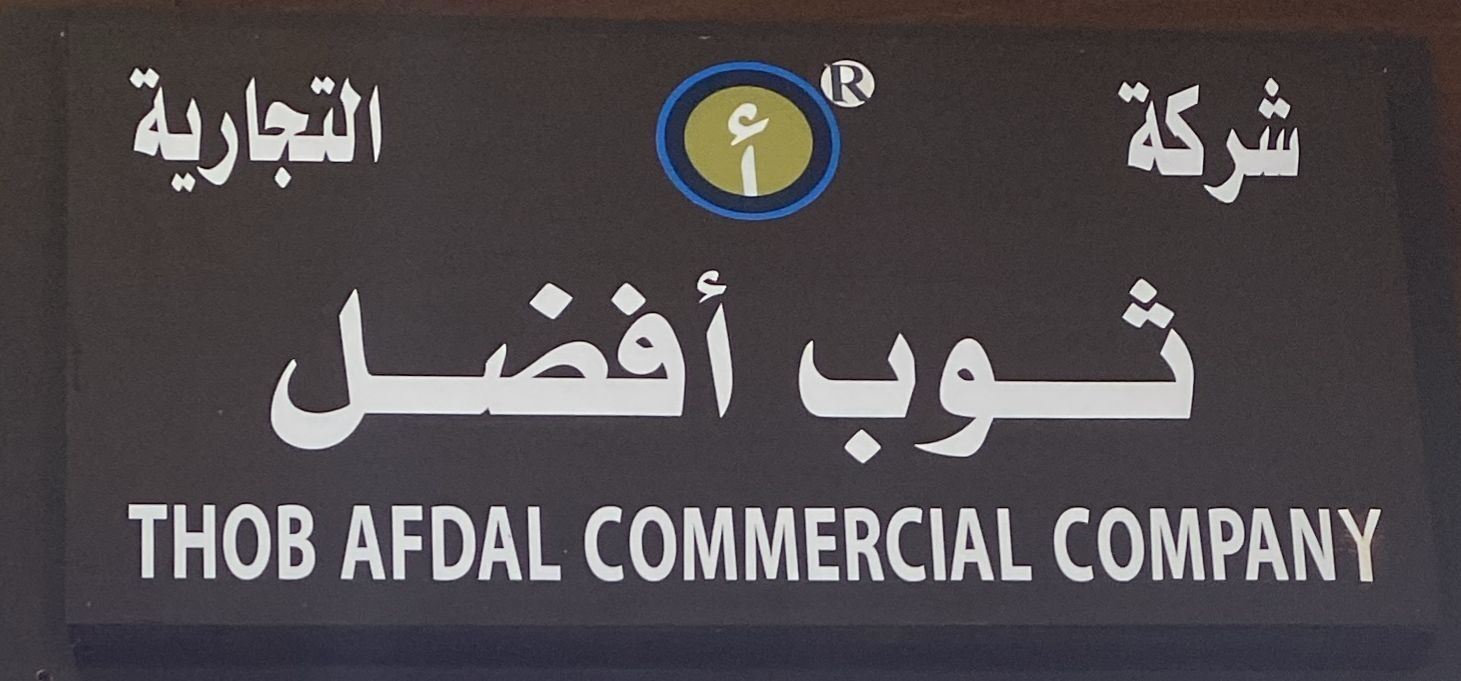 شركة أ ® التجارية
ثوب أفضل
THOB AFDAL COMMERCIAL COMPANY